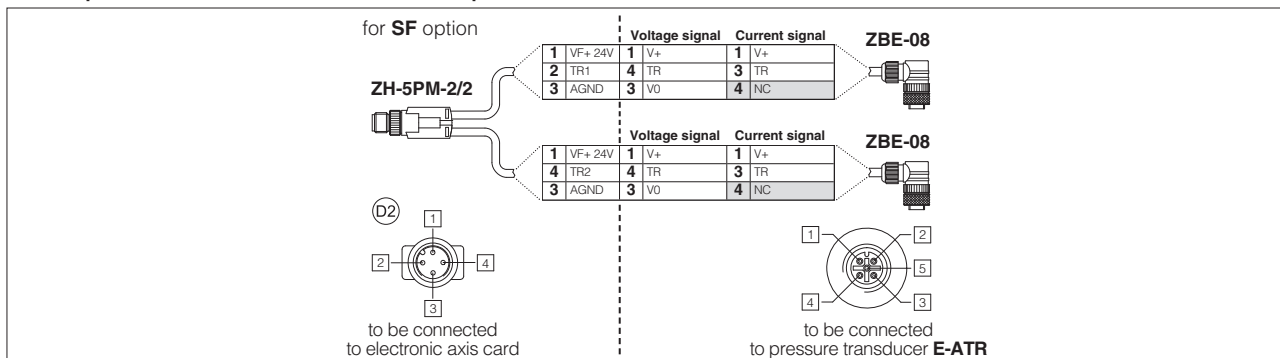 for SF option
Voltage signal Current signal
ZBE-08
1 VF+ 24V 1 V+ 1 V+
2 TR1 4 TR 3 TR
3 AGND 3 V0 4 NC
ZH-5PM-2/2
Voltage signal Current signal
ZBE-08
1 VF+ 24V 1 V+ 1 V+
4 TR2 4 TR 3 TR
3 AGND 3 V0 4 NC
D2
1
2 4
3
1 2
5
4 3
to be connected
to electronic axis card
to be connected
to pressure transducer E-ATR